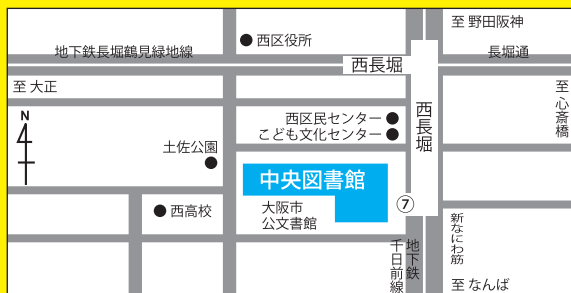 至 野田阪神
西区役所
地下鉄長堀鶴見緑地線
長堀通
西長堀
至 大正
至 心斎橋
N
西区民センター
西長堀
こども文化センター
土佐公園
中央図書館
⑦
西高校
大阪市
公文書館
新なにわ筋
地下鉄
千日前線
至 なんば